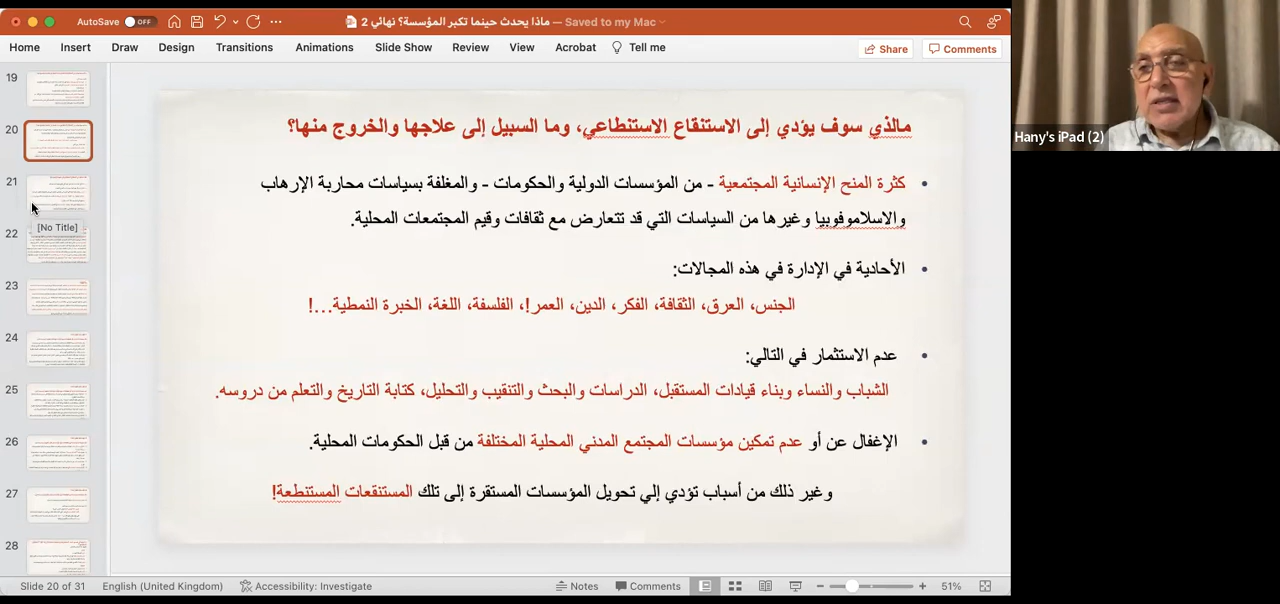 AutoSave OFF
ماذا يحدث حينما تكبر المؤسسة؟ نهائي 2 — Saved to my Mac
Home Insert Draw Design Transitions Animations Slide Show Review View Acrobat Tell me
Share Comments
19
20
21
[No Title]
22
23
24
25
26
27
28
مالذي سوف يؤدي إلى الاستنقاع الاستنطاعي، وما السبيل إلى علاجها والخروج منها؟
• كثرة المنح الإنسانية المجتمعية - من المؤسسات الدولية والحكومات - والمغلفة بسياسات محاربة الإرهاب
والاسلاموفوبيا وغيرها من السياسات التي قد تتعارض مع ثقافات وقيم المجتمعات المحلية.
• الأحادية في الإدارة في هذه المجالات:
الجنس، العرق، الثقافة، الفكر، الدين، العمر!، الفلسفة، اللغة، الخبرة النمطية...!
• عدم الاستثمار في التالي:
الشباب والنساء وبناء قيادات المستقبل، الدراسات والبحث والتنقيب والتحليل، كتابة التاريخ والتعلم من دروسه.
• الإغفال عن أو عدم تمكين مؤسسات المجتمع المدني المحلية المختلفة من قبل الحكومات المحلية.
وغير ذلك من أسباب تؤدي إلي تحويل المؤسسات المستقرة إلى تلك المستنقعات المستنطعة!
Hany's iPad (2)
Slide 20 of 31 English (United Kingdom) Accessibility: Investigate Notes Comments 51%